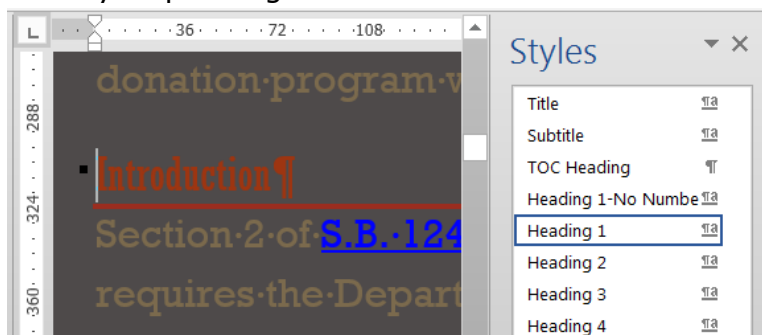 L
36 72 108
Styles
donation·program·
288
Introduction¶
324
Section·2·of·S.B.·124
360
requires·the·Depart
Title
Subtitle
TOC Heading
Heading 1-No Numbe
Heading 1
Heading 2
Heading 3
Heading 4